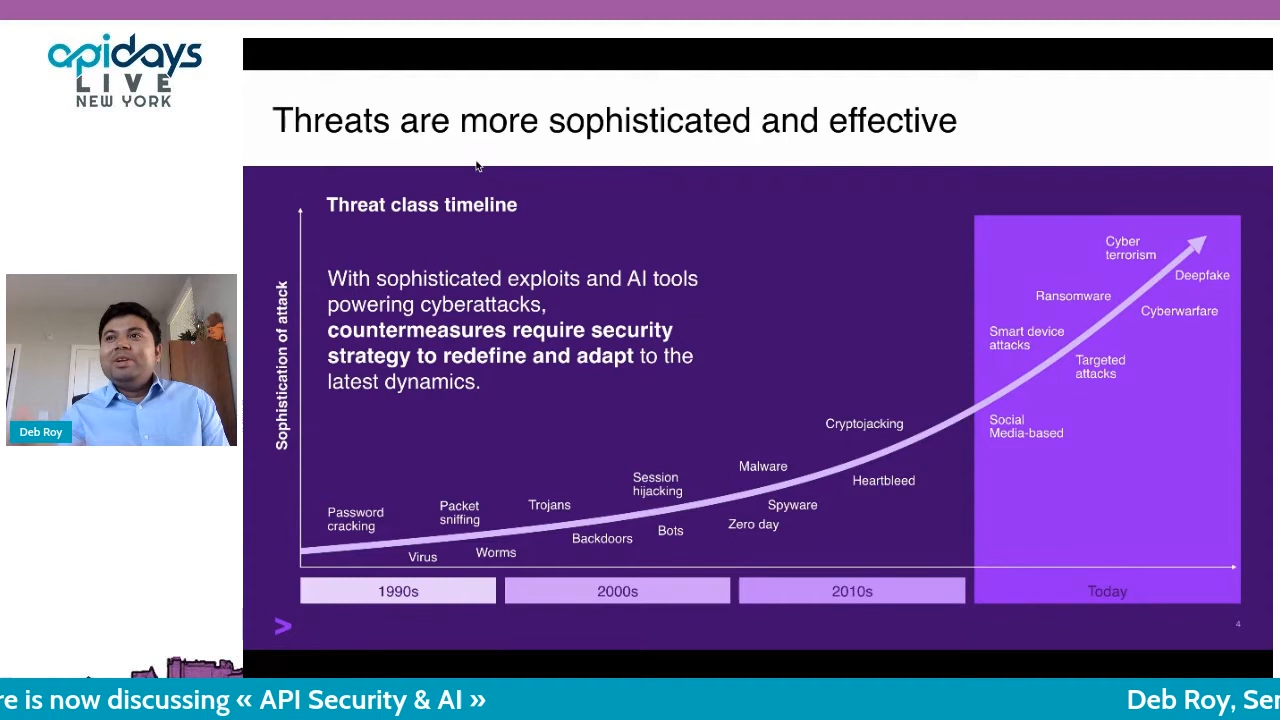 apidays
LIVE
NEW YORK
Threats are more sophisticated and effective
Threat class timeline
With sophisticated exploits and AI tools
powering cyberattacks,
countermeasures require security
strategy to redefine and adapt to the
latest dynamics.
Sophistication of attack
Password
cracking
Virus
Packet
sniffing
Worms
Trojans
Backdoors
Session
hijacking
Bots
Malware
Zero day
Spyware
Cryptojacking
Heartbleed
Social
Media-based
Smart device
attacks
Targeted
attacks
Ransomware
Cyber
terrorism
Deepfake
Cyberwarfare
1990s
2000s
2010s
Today
>
4
Deb Roy
re is now discussing « API Security & AI »
Deb Roy, Ser